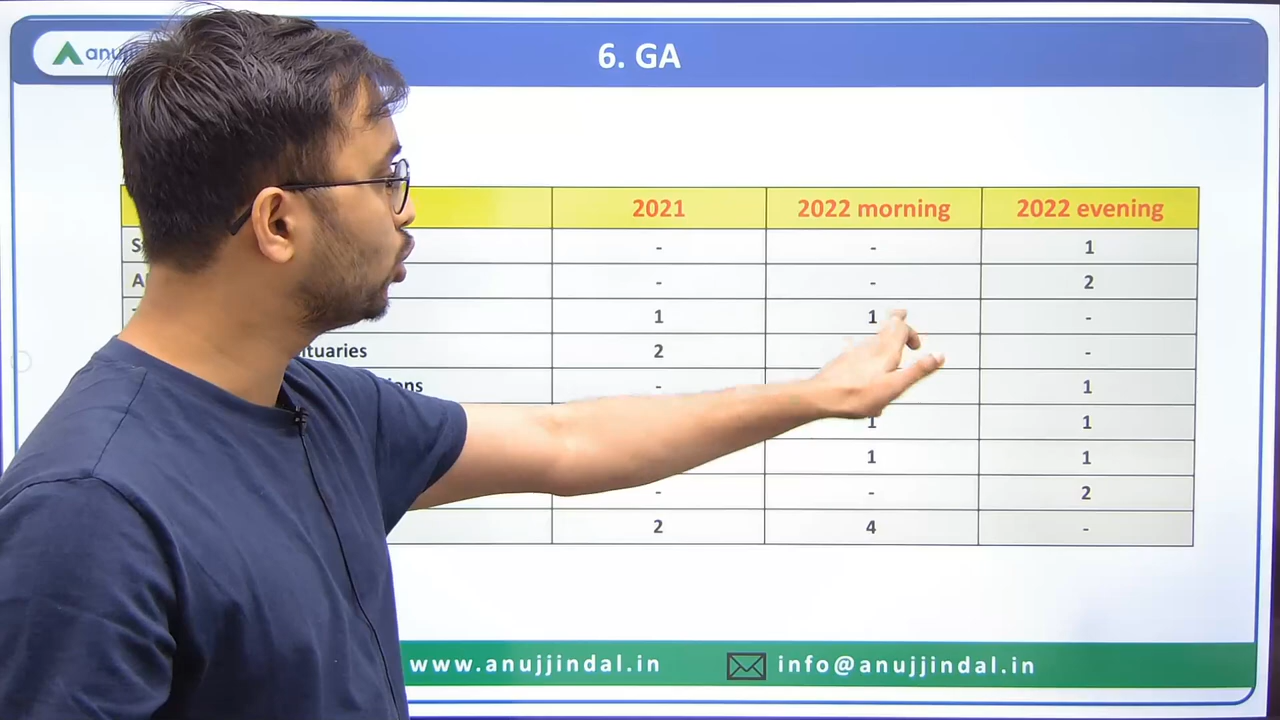 anuj
6. GA
2021 2022 morning 2022 evening
- - 1
- - 2
1 1 -
tuaries 2 -
ons - 1
1 1
1 1
- - 2
2 4 -
www.anujjindal.in info@anujjindal.in